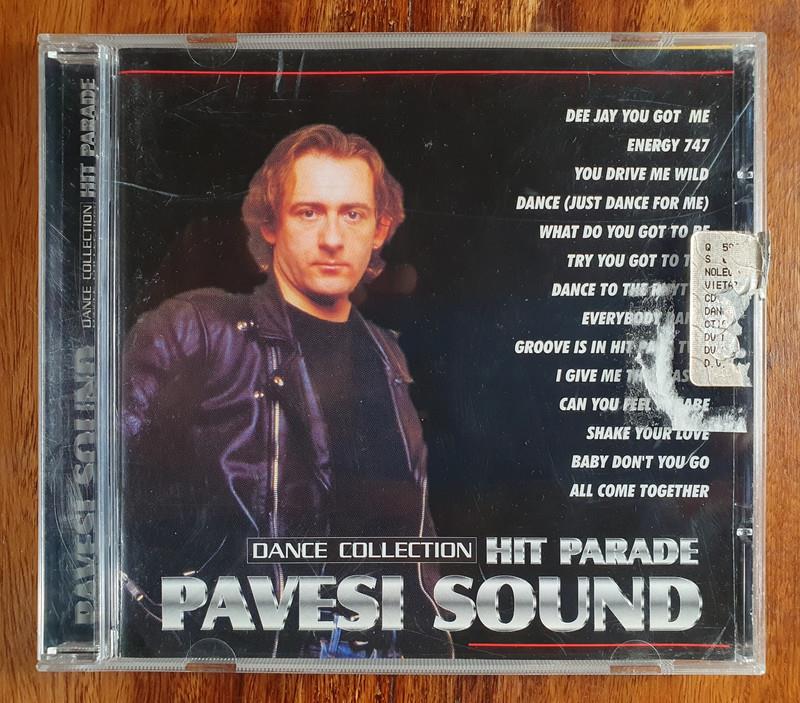 HIT PARADE
DANCE COLLECTION
PAVESI SOUND
DEE JAY YOU GOT ME
ENERGY 747
YOU DRIVE ME WILD
DANCE (JUST DANCE FOR ME)
WHAT DO YOU GOT TO BE
TRY YOU GOT TO
DANCE TO THE
EVERYBODY
GROOVE IS IN
I GIVE ME
CAN YOU FEEL
SHAKE YOUR LOVE
BABY DON'T YOU GO
ALL COME TOGETHER
DANCE COLLECTION HIT PARADE
PAVESI SOUND